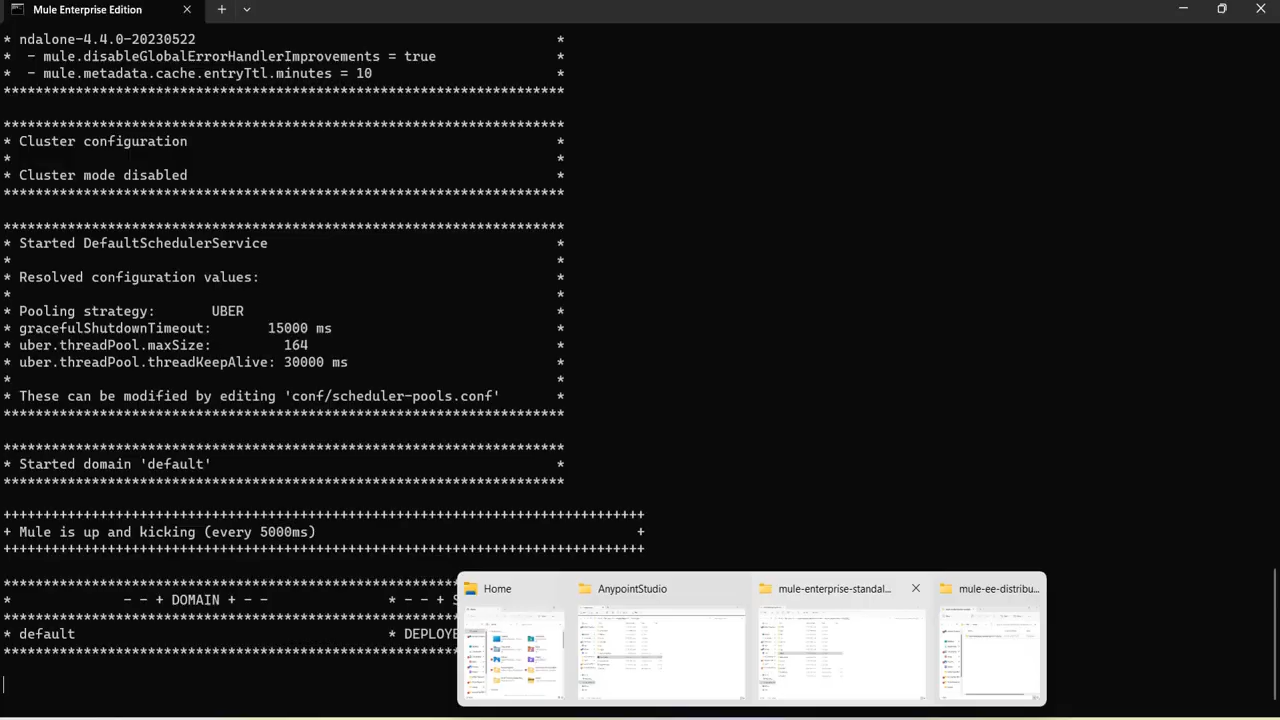 Mule Enterprise Edition
* ndalone-4.4.0-20230522 *
* - mule.disableGlobalErrorHandlerImprovements = true *
* - mule.metadata.cache.entryTtl.minutes = 10 *
**********************************************************************
**********************************************************************
* Cluster configuration *
* *
* Cluster mode disabled *
**********************************************************************
**********************************************************************
* Started DefaultSchedulerService *
* *
* Resolved configuration values: *
* *
* Pooling strategy: UBER *
* gracefulShutdownTimeout: 15000 ms *
* uber.threadPool.maxSize: 164 *
* uber.threadPool.threadKeepAlive: 30000 ms *
* *
* These can be modified by editing 'conf/scheduler-pools.conf' *
**********************************************************************
**********************************************************************
* Started domain 'default' *
**********************************************************************
++++++++++++++++++++++++++++++++++++++++++++++++++++++++++++++++++++++++++++++++
+ Mule is up and kicking (every 5000ms) +
++++++++++++++++++++++++++++++++++++++++++++++++++++++++++++++++++++++++++++++++
*********************************************************
* - - + DOMAIN + - - * - - + S
*********************************************************
* default * DEPLOYE
*********************************************************
Home
AnypointStudio
mule-enterprise-standal...
mule-ee-distribu...